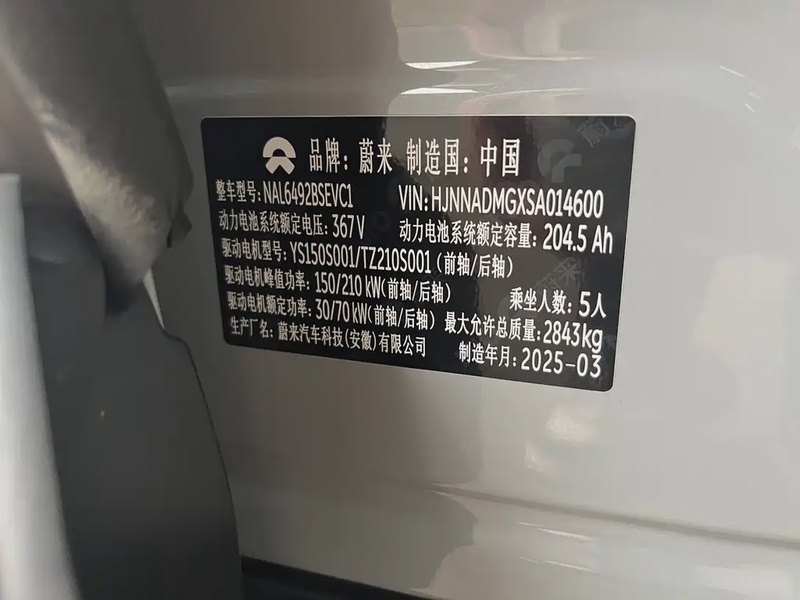 品牌：蔚来 制造国：中国
整车型号：NAL6492BSEVC1 VIN：HJNNADMGXSA014600
动力电池系统额定电压：367V 动力电池系统额定容量：204.5 Ah
驱动电机型号：YS150S001/TZ210S001（前轴/后轴）
驱动电机峰值功率：150/210 kW(前轴/后轴) 乘坐人数：5人
驱动电机额定功率：30/70 kW(前轴/后轴) 最大允许总质量：2843kg
生产厂名：蔚来汽车科技(安徽)有限公司 制造年月：2025-03